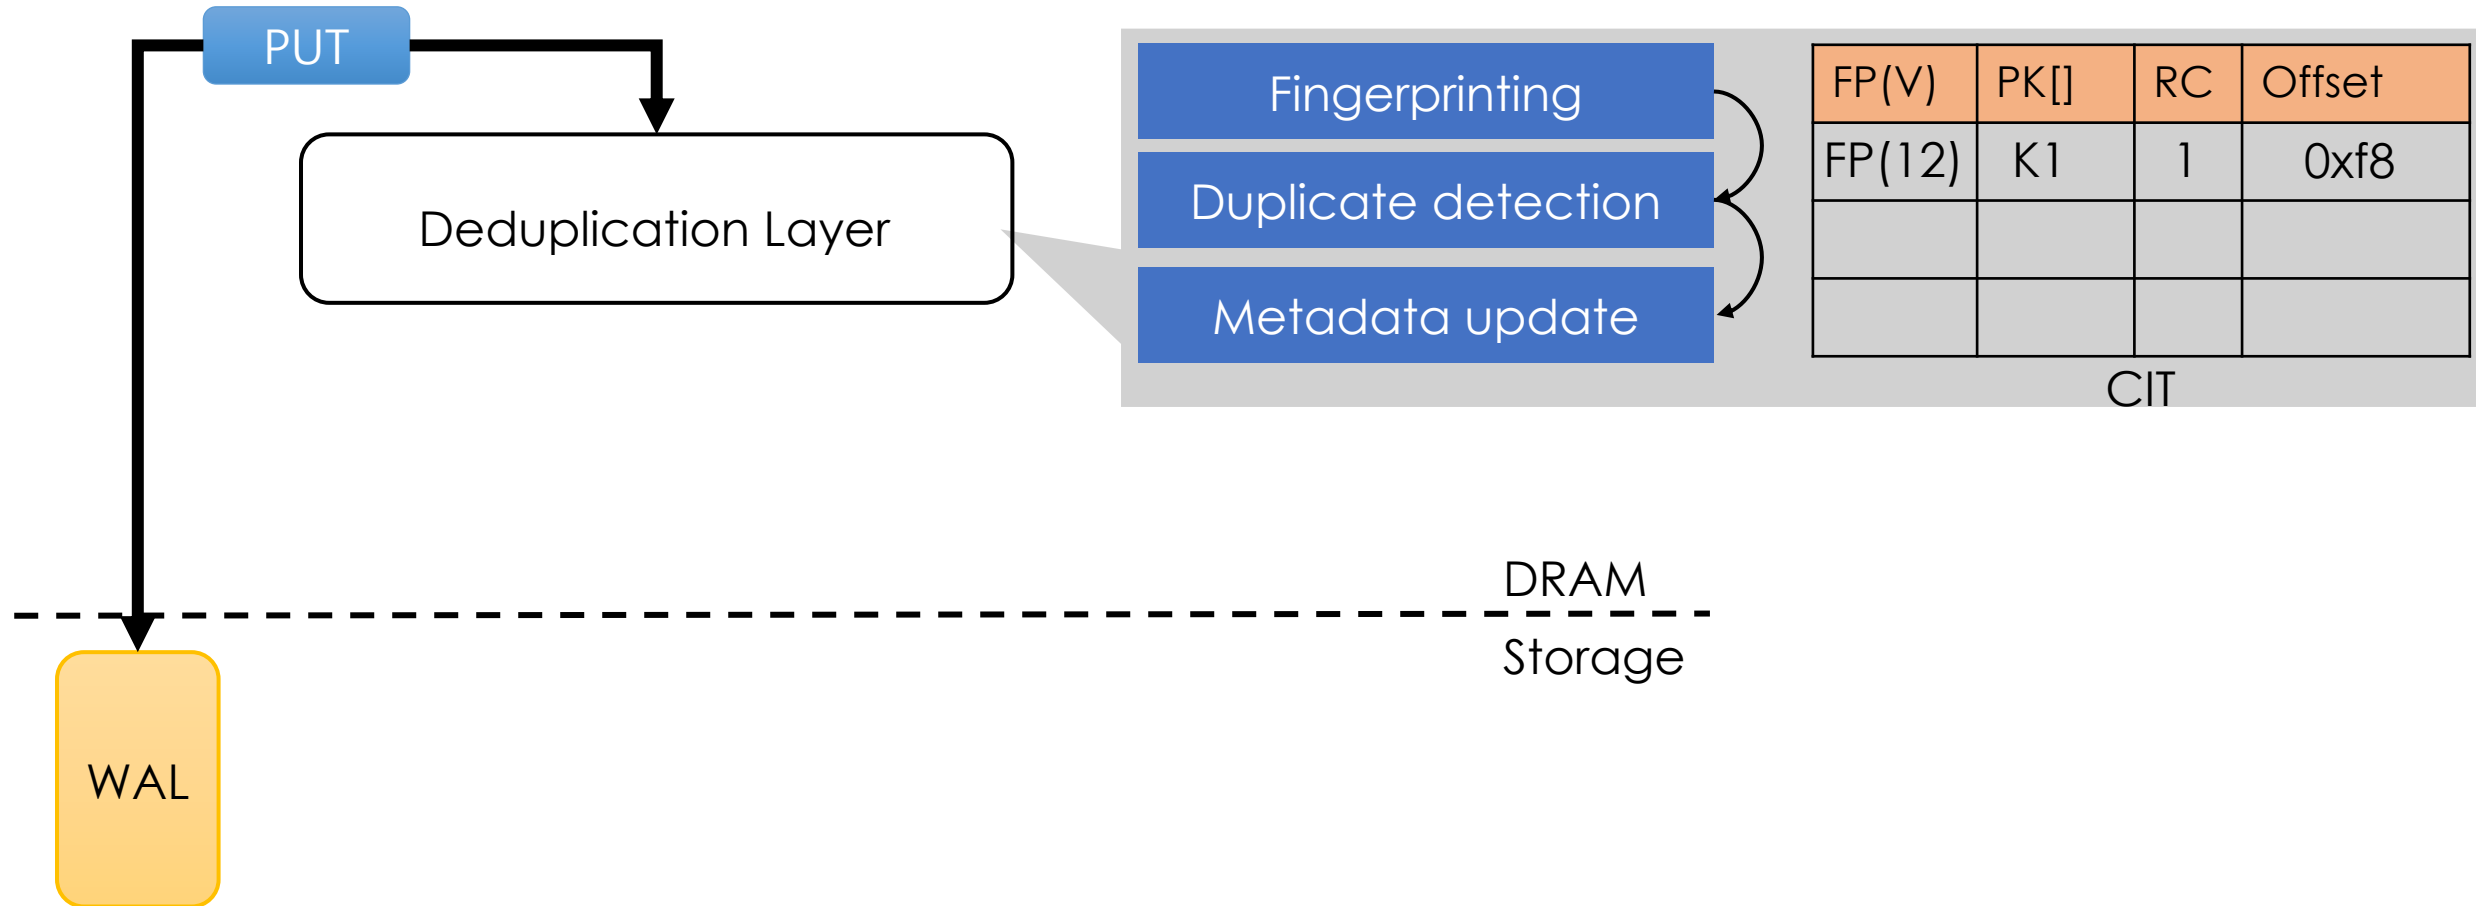 PUT
Deduplication Layer
Fingerprinting
Duplicate detection
Metadata update
FP(V) PK[] RC Offset
FP(12) K1 1 0xf8
CIT
DRAM
Storage
WAL